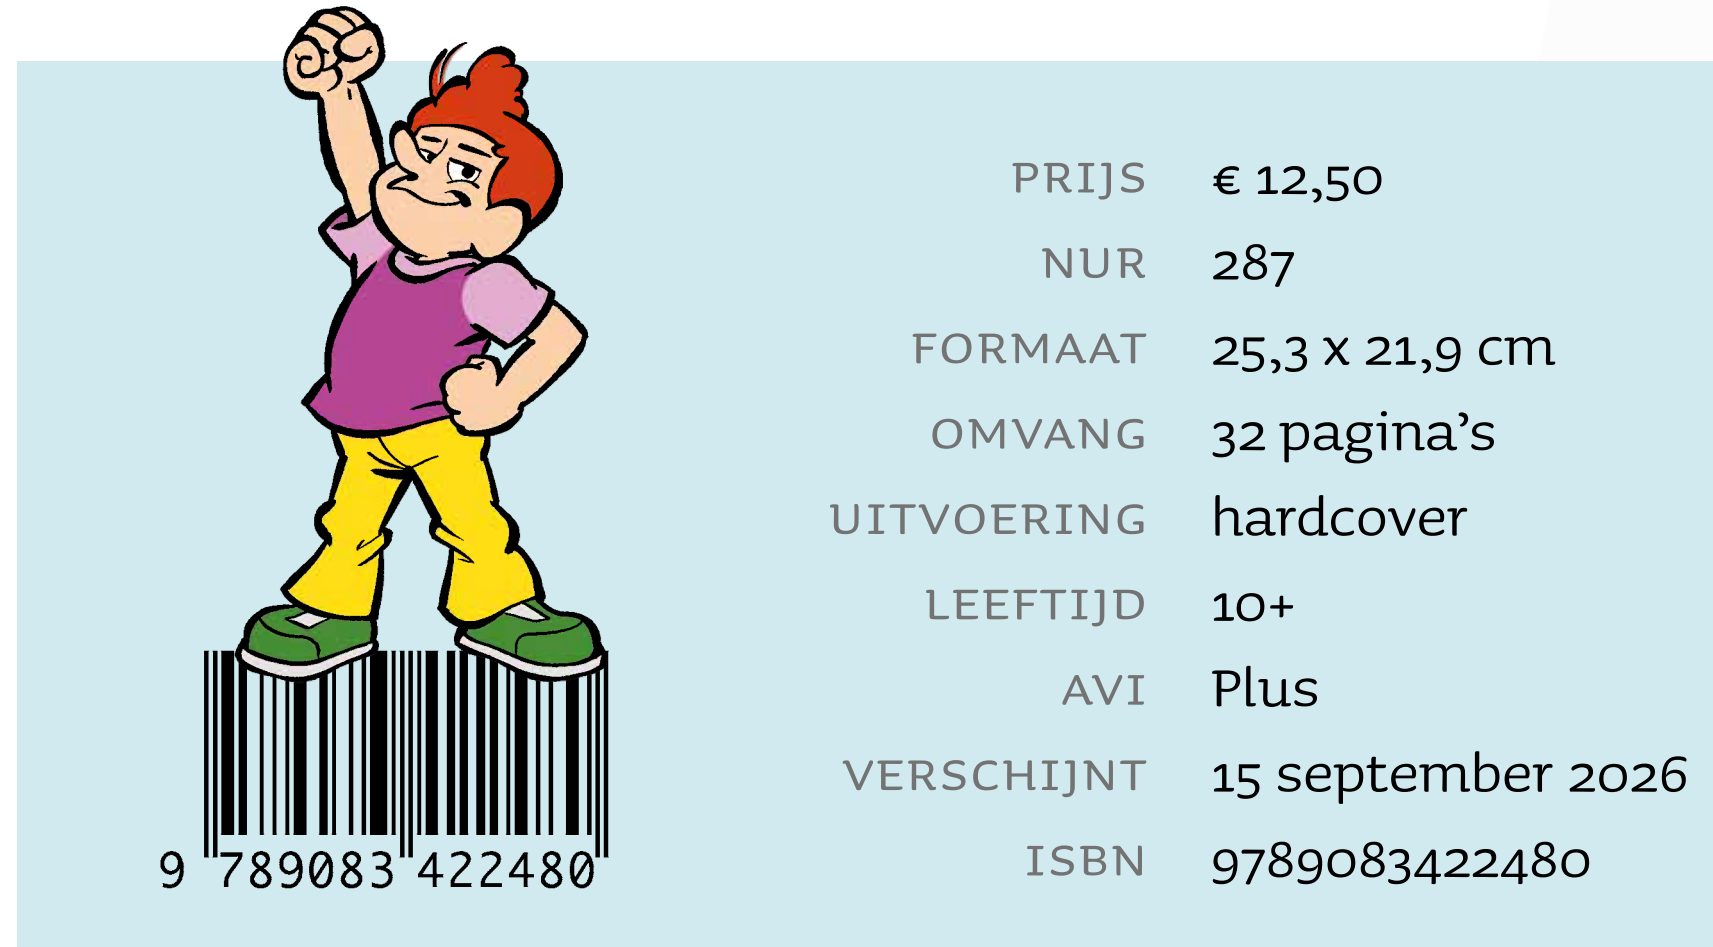 PRIJS € 12,50
NUR 287
FORMAAT 25,3 x 21,9 cm
OMVANG 32 pagina’s
UITVOERING hardcover
LEEFTIJD 10+
AVI Plus
VERSCHIJNT 15 september 2026
ISBN 9789083422480
9 789083 422480